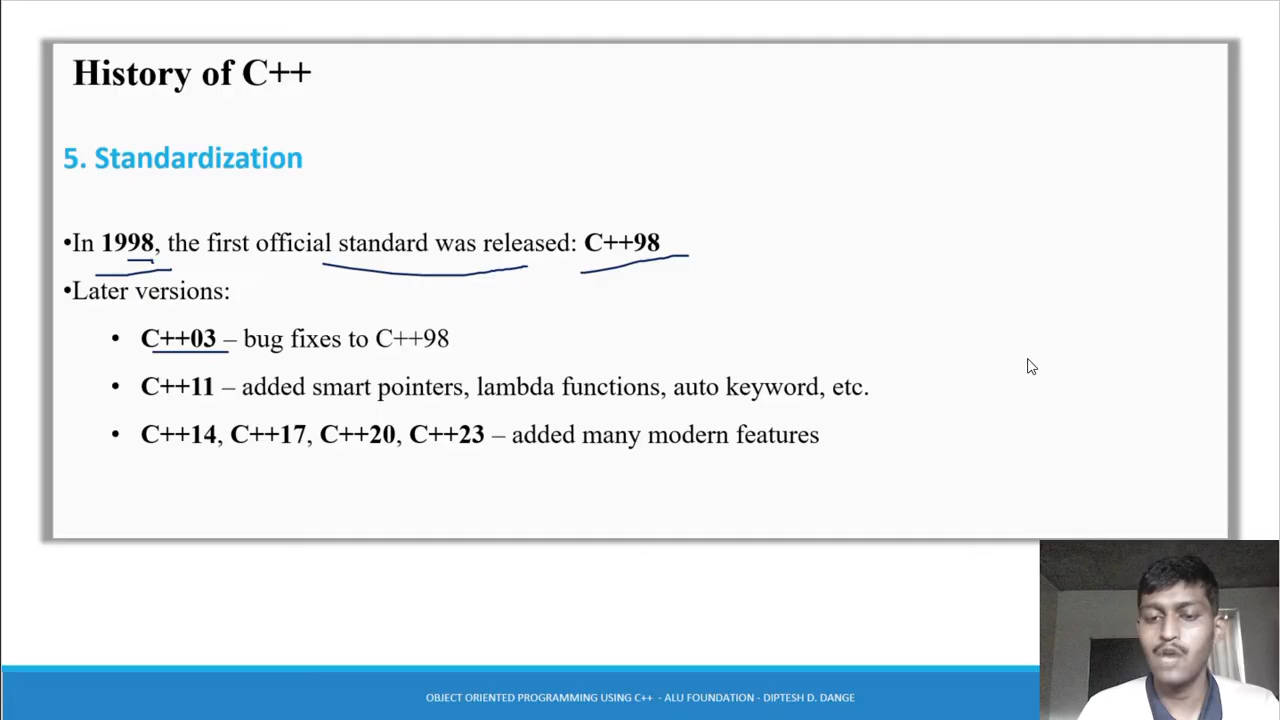 History of C++
5. Standardization
•In 1998, the first official standard was released: C++98
•Later versions:
• C++03 – bug fixes to C++98
• C++11 – added smart pointers, lambda functions, auto keyword, etc.
• C++14, C++17, C++20, C++23 – added many modern features
OBJECT ORIENTED PROGRAMMING USING C++ - ALU FOUNDATION - DIPTESH D. DANGE